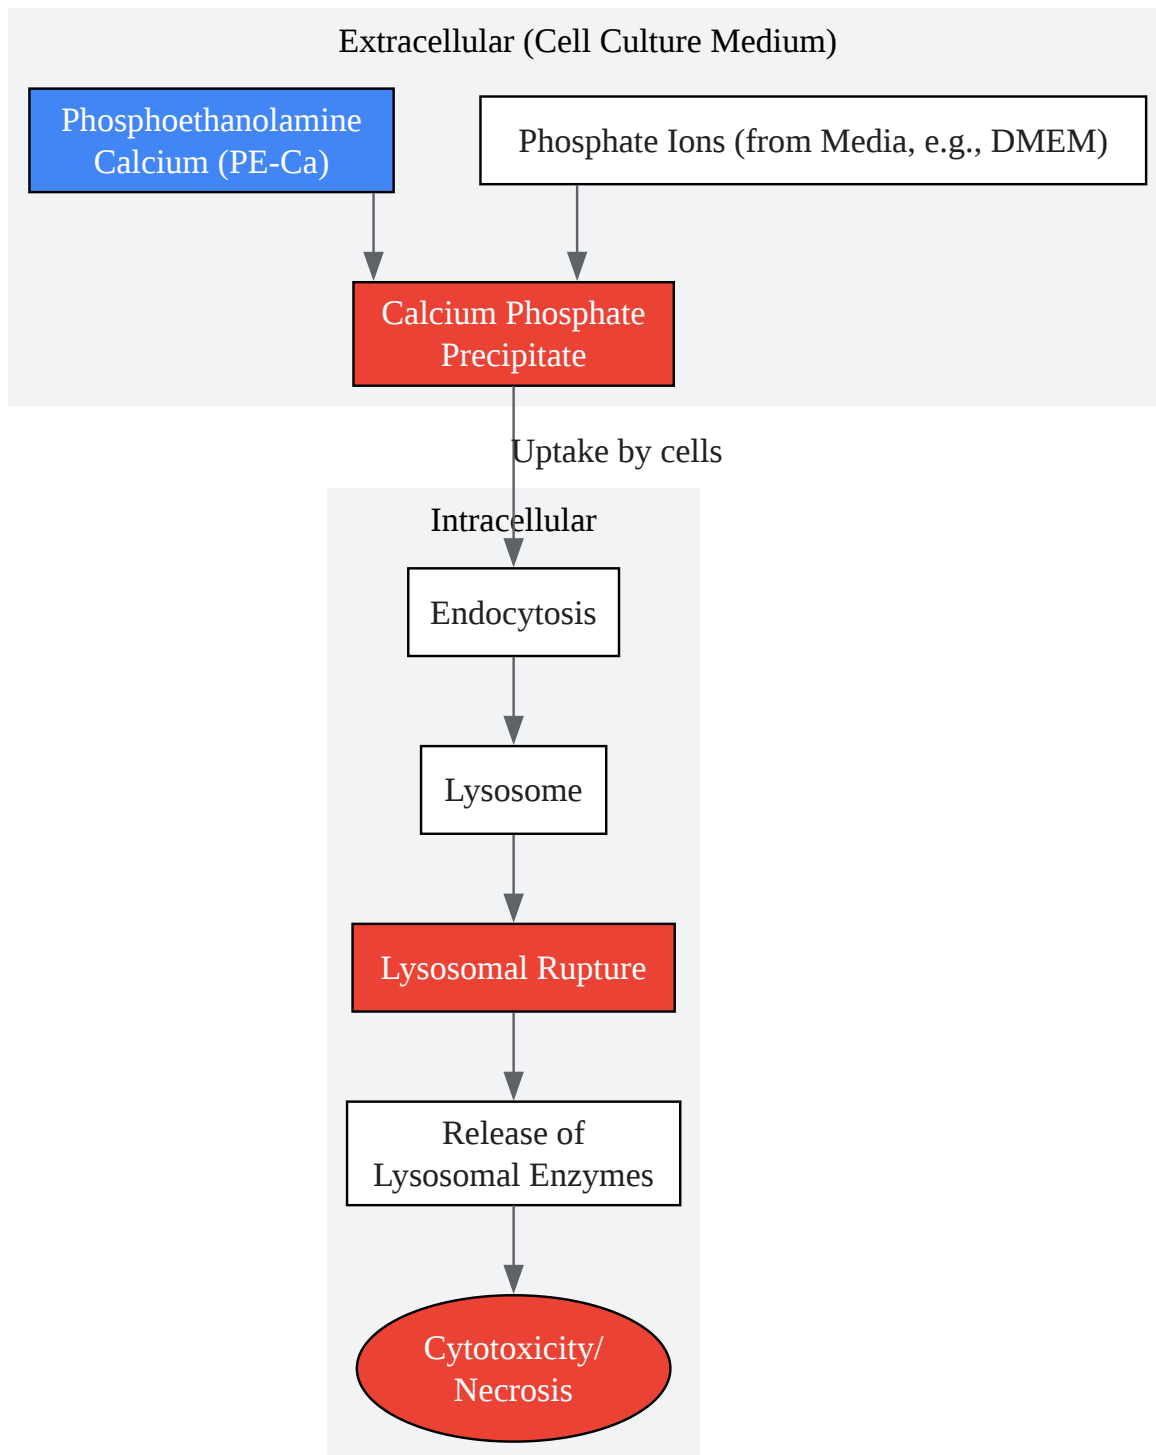 Extracellular (Cell Culture Medium)
Phosphoethanolamine
Calcium (PE-Ca)
Phosphate Ions (from Media, e.g., DMEM)
Calcium Phosphate
Precipitate
Uptake by cells
Intracellular
Endocytosis
Lysosome
Lysosomal Rupture
Release of
Lysosomal Enzymes
Cytotoxicity/
Necrosis